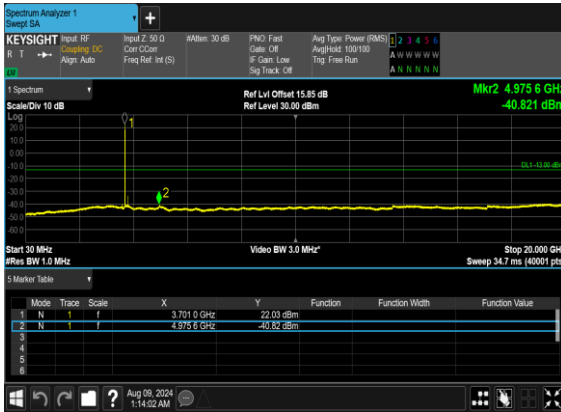 Spectrum Analyzer 1
Swept SA
+
KEYSIGHT Input: RF Input Z: 50 Ω #Atten: 30 dB PNO: Fast Avg Type: Power (RMS) 1 2 3 4 5 6
R T Coupling: DC Corr CCorr Gate: Off Avg|Hold: 100/100 A W W W W W
Align: Auto Freq Ref: Int (S) IF Gain: Low Trig: Free Run
Sig Track: Off A N N N N N
1 Spectrum Ref Lvl Offset 15.85 dB Mkr2 4.975 6 GHz
Scale/Div 10 dB Ref Level 30.00 dBm -40.821 dBm
Log
20.0
10.0
0.00
-10.0
-20.0
-30.0
-40.0
-50.0
-60.0
1
2
DL1 -13.00 dBm
Start 30 MHz Video BW 3.0 MHz* Stop 20.000 GHz
#Res BW 1.0 MHz Sweep 34.7 ms (40001 pts)
5 Marker Table
Mode Trace Scale X Y Function Function Width Function Value
1 N 1 f 3.701 0 GHz 22.03 dBm
2 N 1 f 4.975 6 GHz -40.82 dBm
3
4
5
6
? Aug 09, 2024
1:14:02 AM